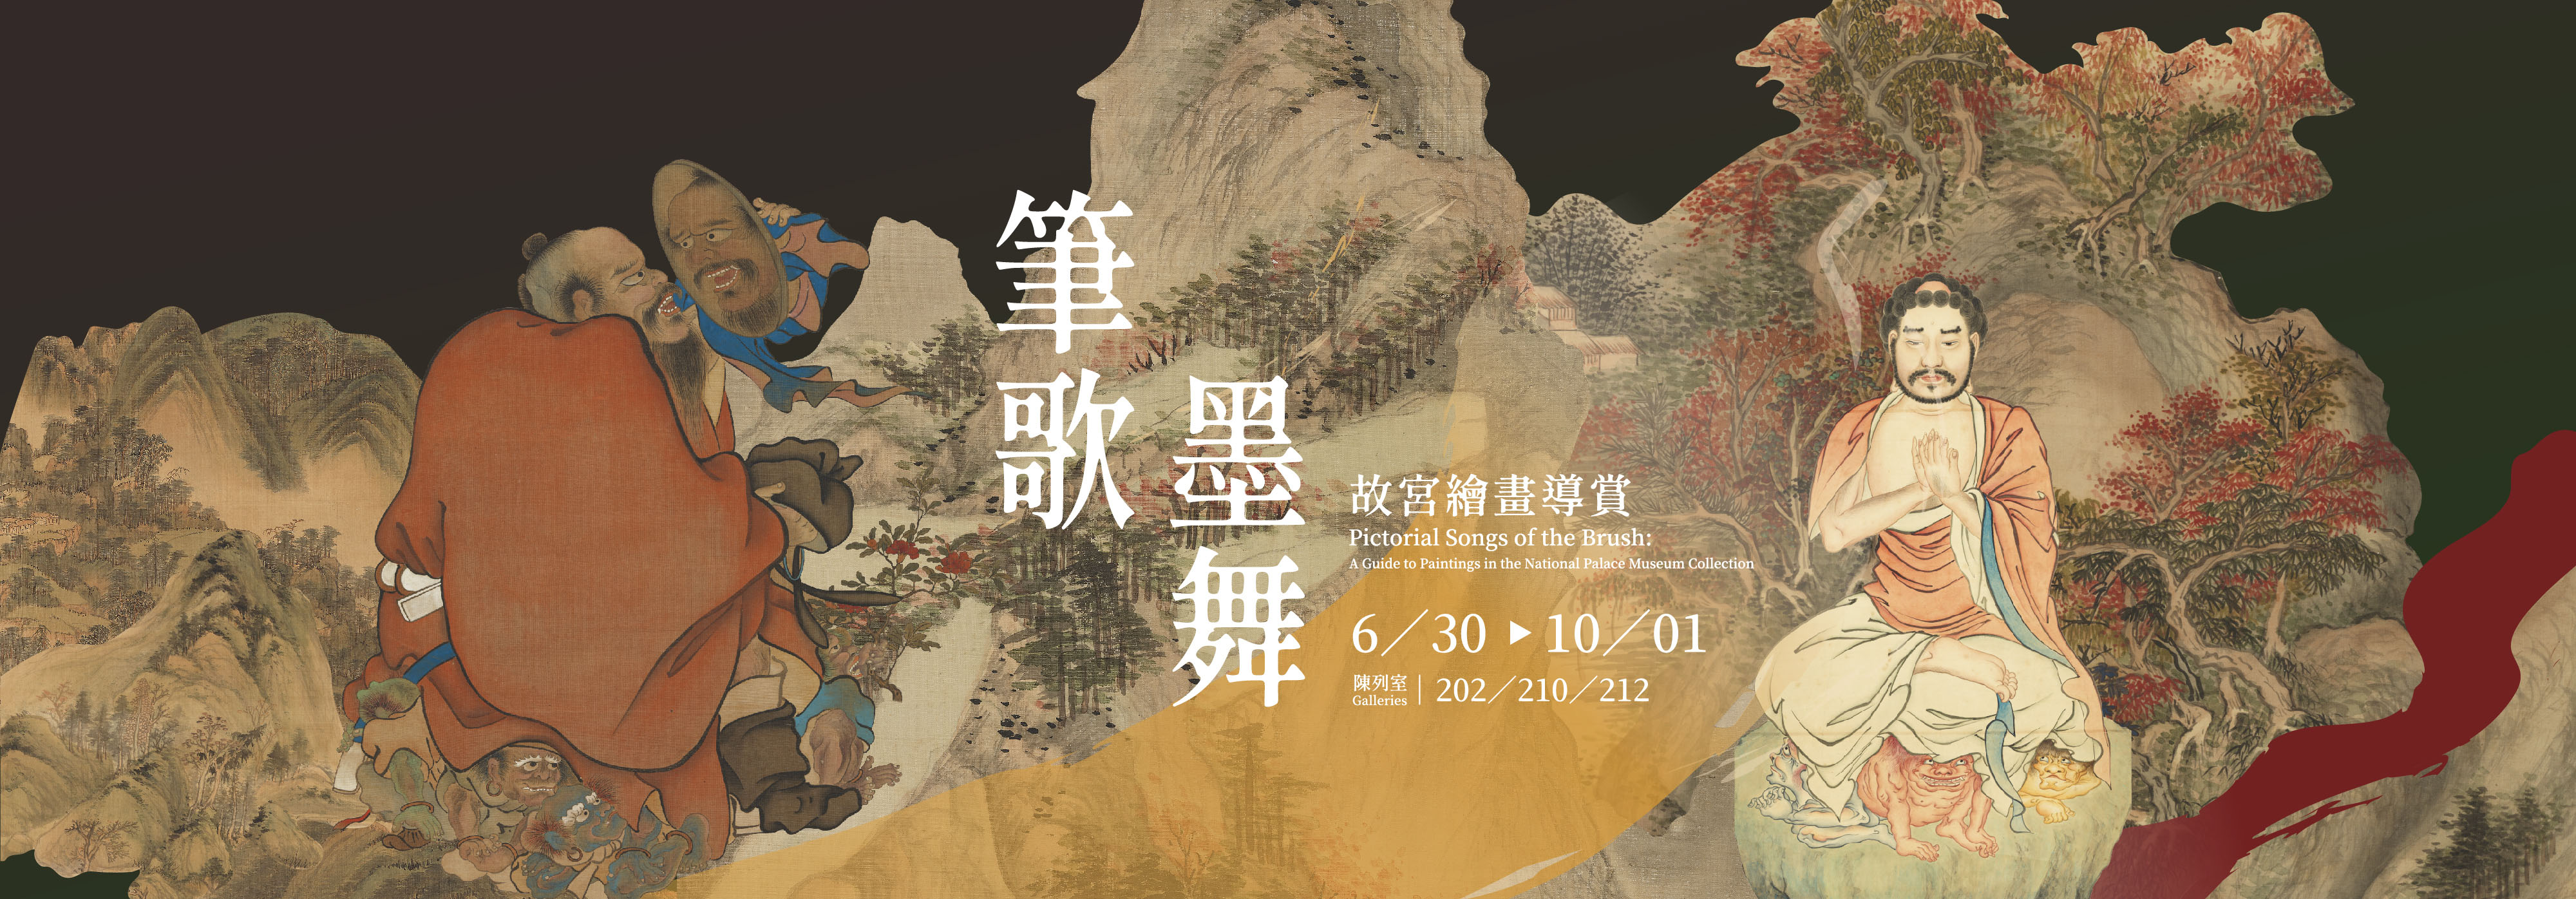 筆歌
墨舞
故宮繪畫導賞
Pictorial Songs of the Brush:
A Guide to Paintings in the National Palace Museum Collection
6／30 ▶ 10／01
陳列室
Galleries
202／210／212